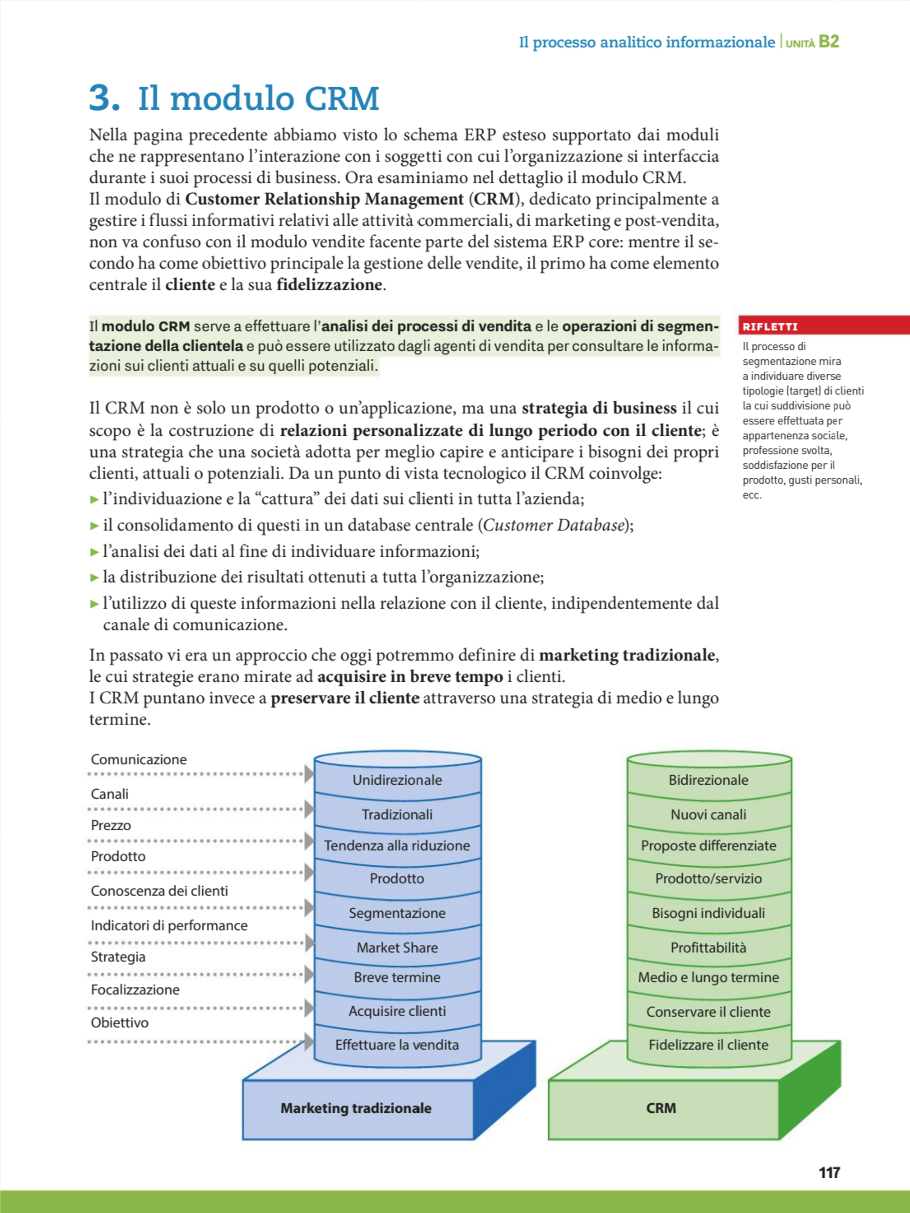 Il processo analitico informazionale | UNITÀ B2
3. Il modulo CRM
Nella pagina precedente abbiamo visto lo schema ERP esteso supportato dai moduli
che ne rappresentano l'interazione con i soggetti con cui l'organizzazione si interfaccia
durante i suoi processi di business. Ora esaminiamo nel dettaglio il modulo CRM.
Il modulo di Customer Relationship Management (CRM), dedicato principalmente a
gestire i flussi informativi relativi alle attività commerciali, di marketing e post-vendita,
non va confuso con il modulo vendite facente parte del sistema ERP core: mentre il se-
condo ha come obiettivo principale la gestione delle vendite, il primo ha come elemento
centrale il cliente e la sua fidelizzazione.
Il modulo CRM serve a effettuare l'analisi dei processi di vendita e le operazioni di segmen-
tazione della clientela e può essere utilizzato dagli agenti di vendita per consultare le informa-
zioni sui clienti attuali e su quelli potenziali.
RIFLETTI
Il processo di
segmentazione mira
a individuare diverse
tipologie (target) di clienti
la cui suddivisione può
essere effettuata per
appartenenza sociale,
professione svolta,
soddisfazione per il
prodotto, gusti personali,
ecc.
Il CRM non è solo un prodotto o un'applicazione, ma una strategia di business il cui
scopo è la costruzione di relazioni personalizzate di lungo periodo con il cliente; è
una strategia che una società adotta per meglio capire e anticipare i bisogni dei propri
clienti, attuali o potenziali. Da un punto di vista tecnologico il CRM coinvolge:
▶ l'individuazione e la "cattura" dei dati sui clienti in tutta l'azienda;
▶ il consolidamento di questi in un database centrale (Customer Database);
▶ l'analisi dei dati al fine di individuare informazioni;
▶ la distribuzione dei risultati ottenuti a tutta l'organizzazione;
▶ l'utilizzo di queste informazioni nella relazione con il cliente, indipendentemente dal
canale di comunicazione.
In passato vi era un approccio che oggi potremmo definire di marketing tradizionale,
le cui strategie erano mirate ad acquisire in breve tempo i clienti.
I CRM puntano invece a preservare il cliente attraverso una strategia di medio e lungo
termine.
Comunicazione
Canali
Prezzo
Prodotto
Conoscenza dei clienti
Indicatori di performance
Strategia
Focalizzazione
Obiettivo
Unidirezionale
Tradizionali
Tendenza alla riduzione
Prodotto
Segmentazione
Market Share
Breve termine
Acquisire clienti
Effettuare la vendita
Marketing tradizionale
Bidirezionale
Nuovi canali
Proposte differenziate
Prodotto/servizio
Bisogni individuali
Profittabilità
Medio e lungo termine
Conservare il cliente
Fidelizzare il cliente
CRM
117